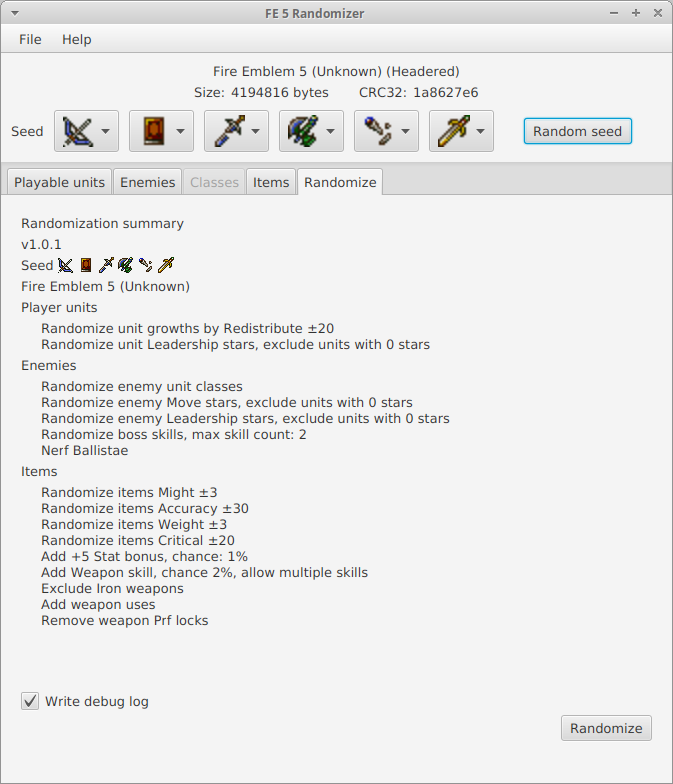 FE 5 Randomizer
File Help
Fire Emblem 5 (Unknown) (Headered)
Size: 4194816 bytes CRC32: 1a8627e6
Seed Random seed
Playable units Enemies Classes Items Randomize
Randomization summary
v1.0.1
Seed
Fire Emblem 5 (Unknown)
Player units
Randomize unit growths by Redistribute ±20
Randomize unit Leadership stars, exclude units with 0 stars
Enemies
Randomize enemy unit classes
Randomize enemy Move stars, exclude units with 0 stars
Randomize enemy Leadership stars, exclude units with 0 stars
Randomize boss skills, max skill count: 2
Nerf Ballistae
Items
Randomize items Might ±3
Randomize items Accuracy ±30
Randomize items Weight ±3
Randomize items Critical ±20
Add +5 Stat bonus, chance: 1%
Add Weapon skill, chance 2%, allow multiple skills
Exclude Iron weapons
Add weapon uses
Remove weapon Prf locks
Write debug log
Randomize